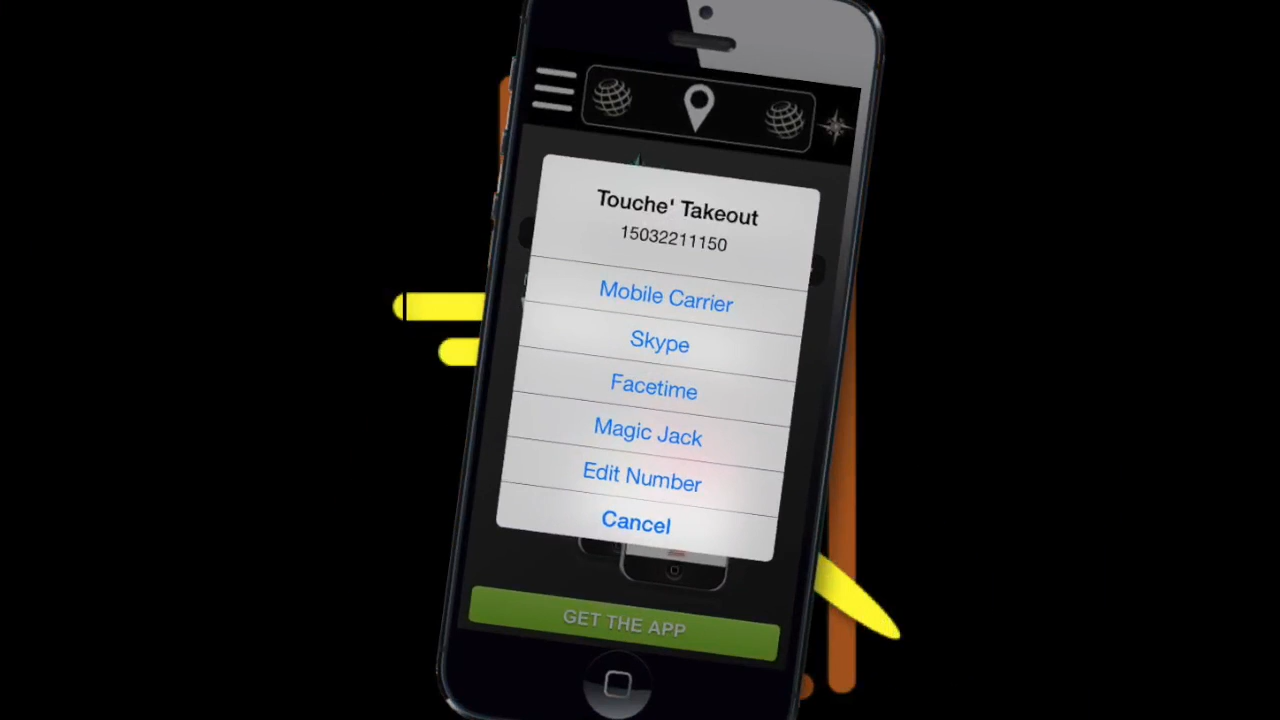 Touche' Takeout
15032211150
Mobile Carrier
Skype
Facetime
Magic Jack
Edit Number
Cancel
GET THE APP